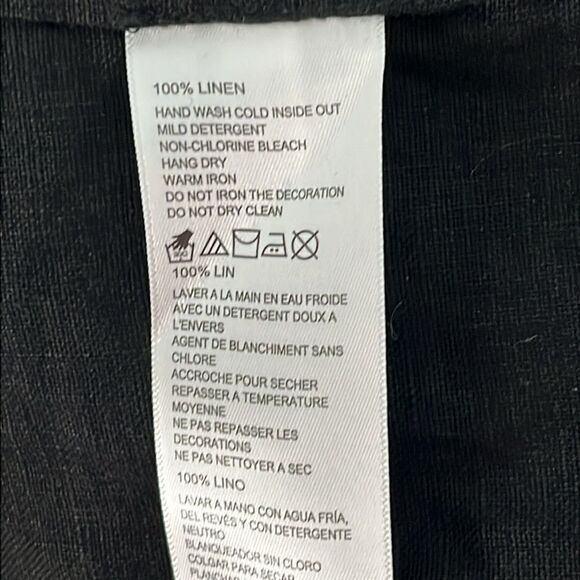 100% LINEN
HAND WASH COLD INSIDE OUT
MILD DETERGENT
NON-CHLORINE BLEACH
HANG DRY
WARM IRON
DO NOT IRON THE DECORATION
DO NOT DRY CLEAN
100% LIN
LAVER A LA MAIN EN EAU FROIDE
AVEC UN DETERGENT DOUX A
L'ENVERS
AGENT DE BLANCHIMENT SANS
CHLORE
ACCROCHE POUR SECHER
REPASSER A TEMPERATURE
MOYENNE
NE PAS REPASSER LES
DECORATIONS
NE PAS NETTOYER A SEC
100% LINO
LAVAR A MANO CON AGUA FRÍA,
DEL REVÉS Y CON DETERGENTE
NEUTRO
BLANQUEADOR SIN CLORO
COLGAR PARA SECAR